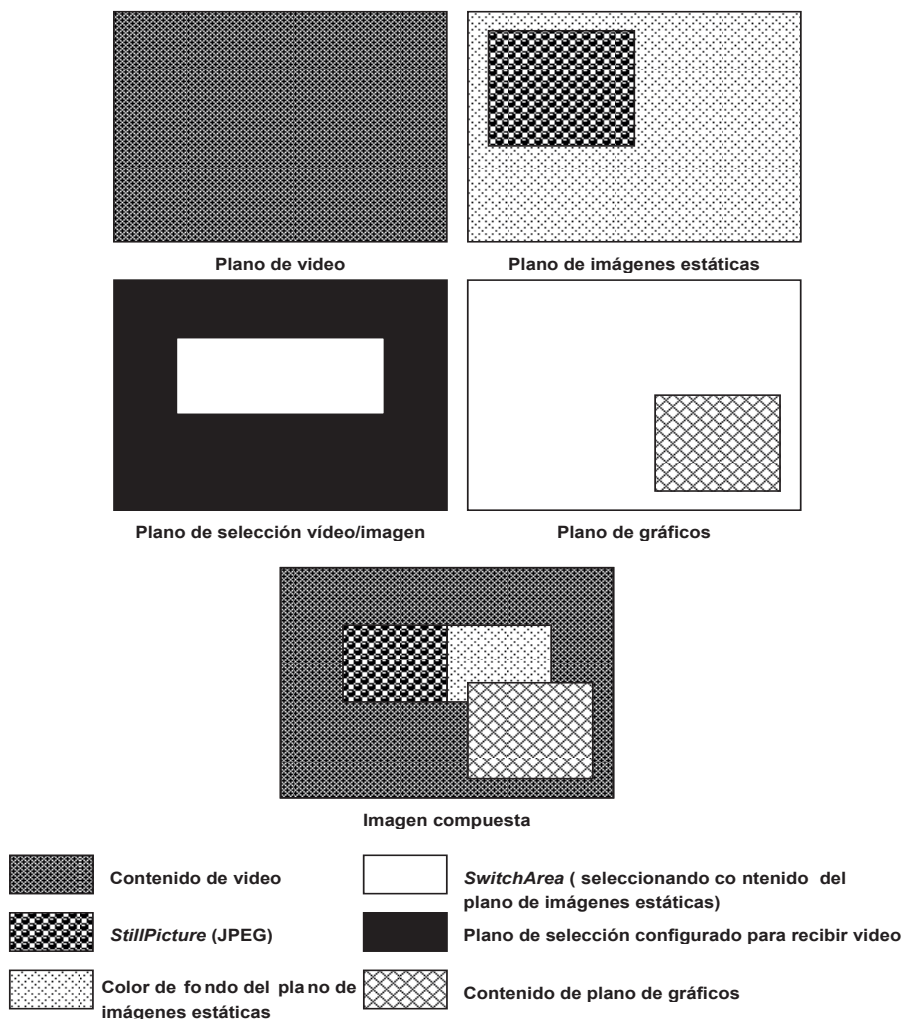 Plano de video
Plano de imágenes estáticas
Plano de selección vídeo/imagen
Plano de gráficos
Imagen compuesta
Contenido de video
SwitchArea ( seleccionando co ntenido del
plano de imágenes estáticas)
StillPicture (JPEG)
Plano de selección configurado para recibir video
Color de fo ndo del pla no de
imágenes estáticas
Contenido de plano de gráficos